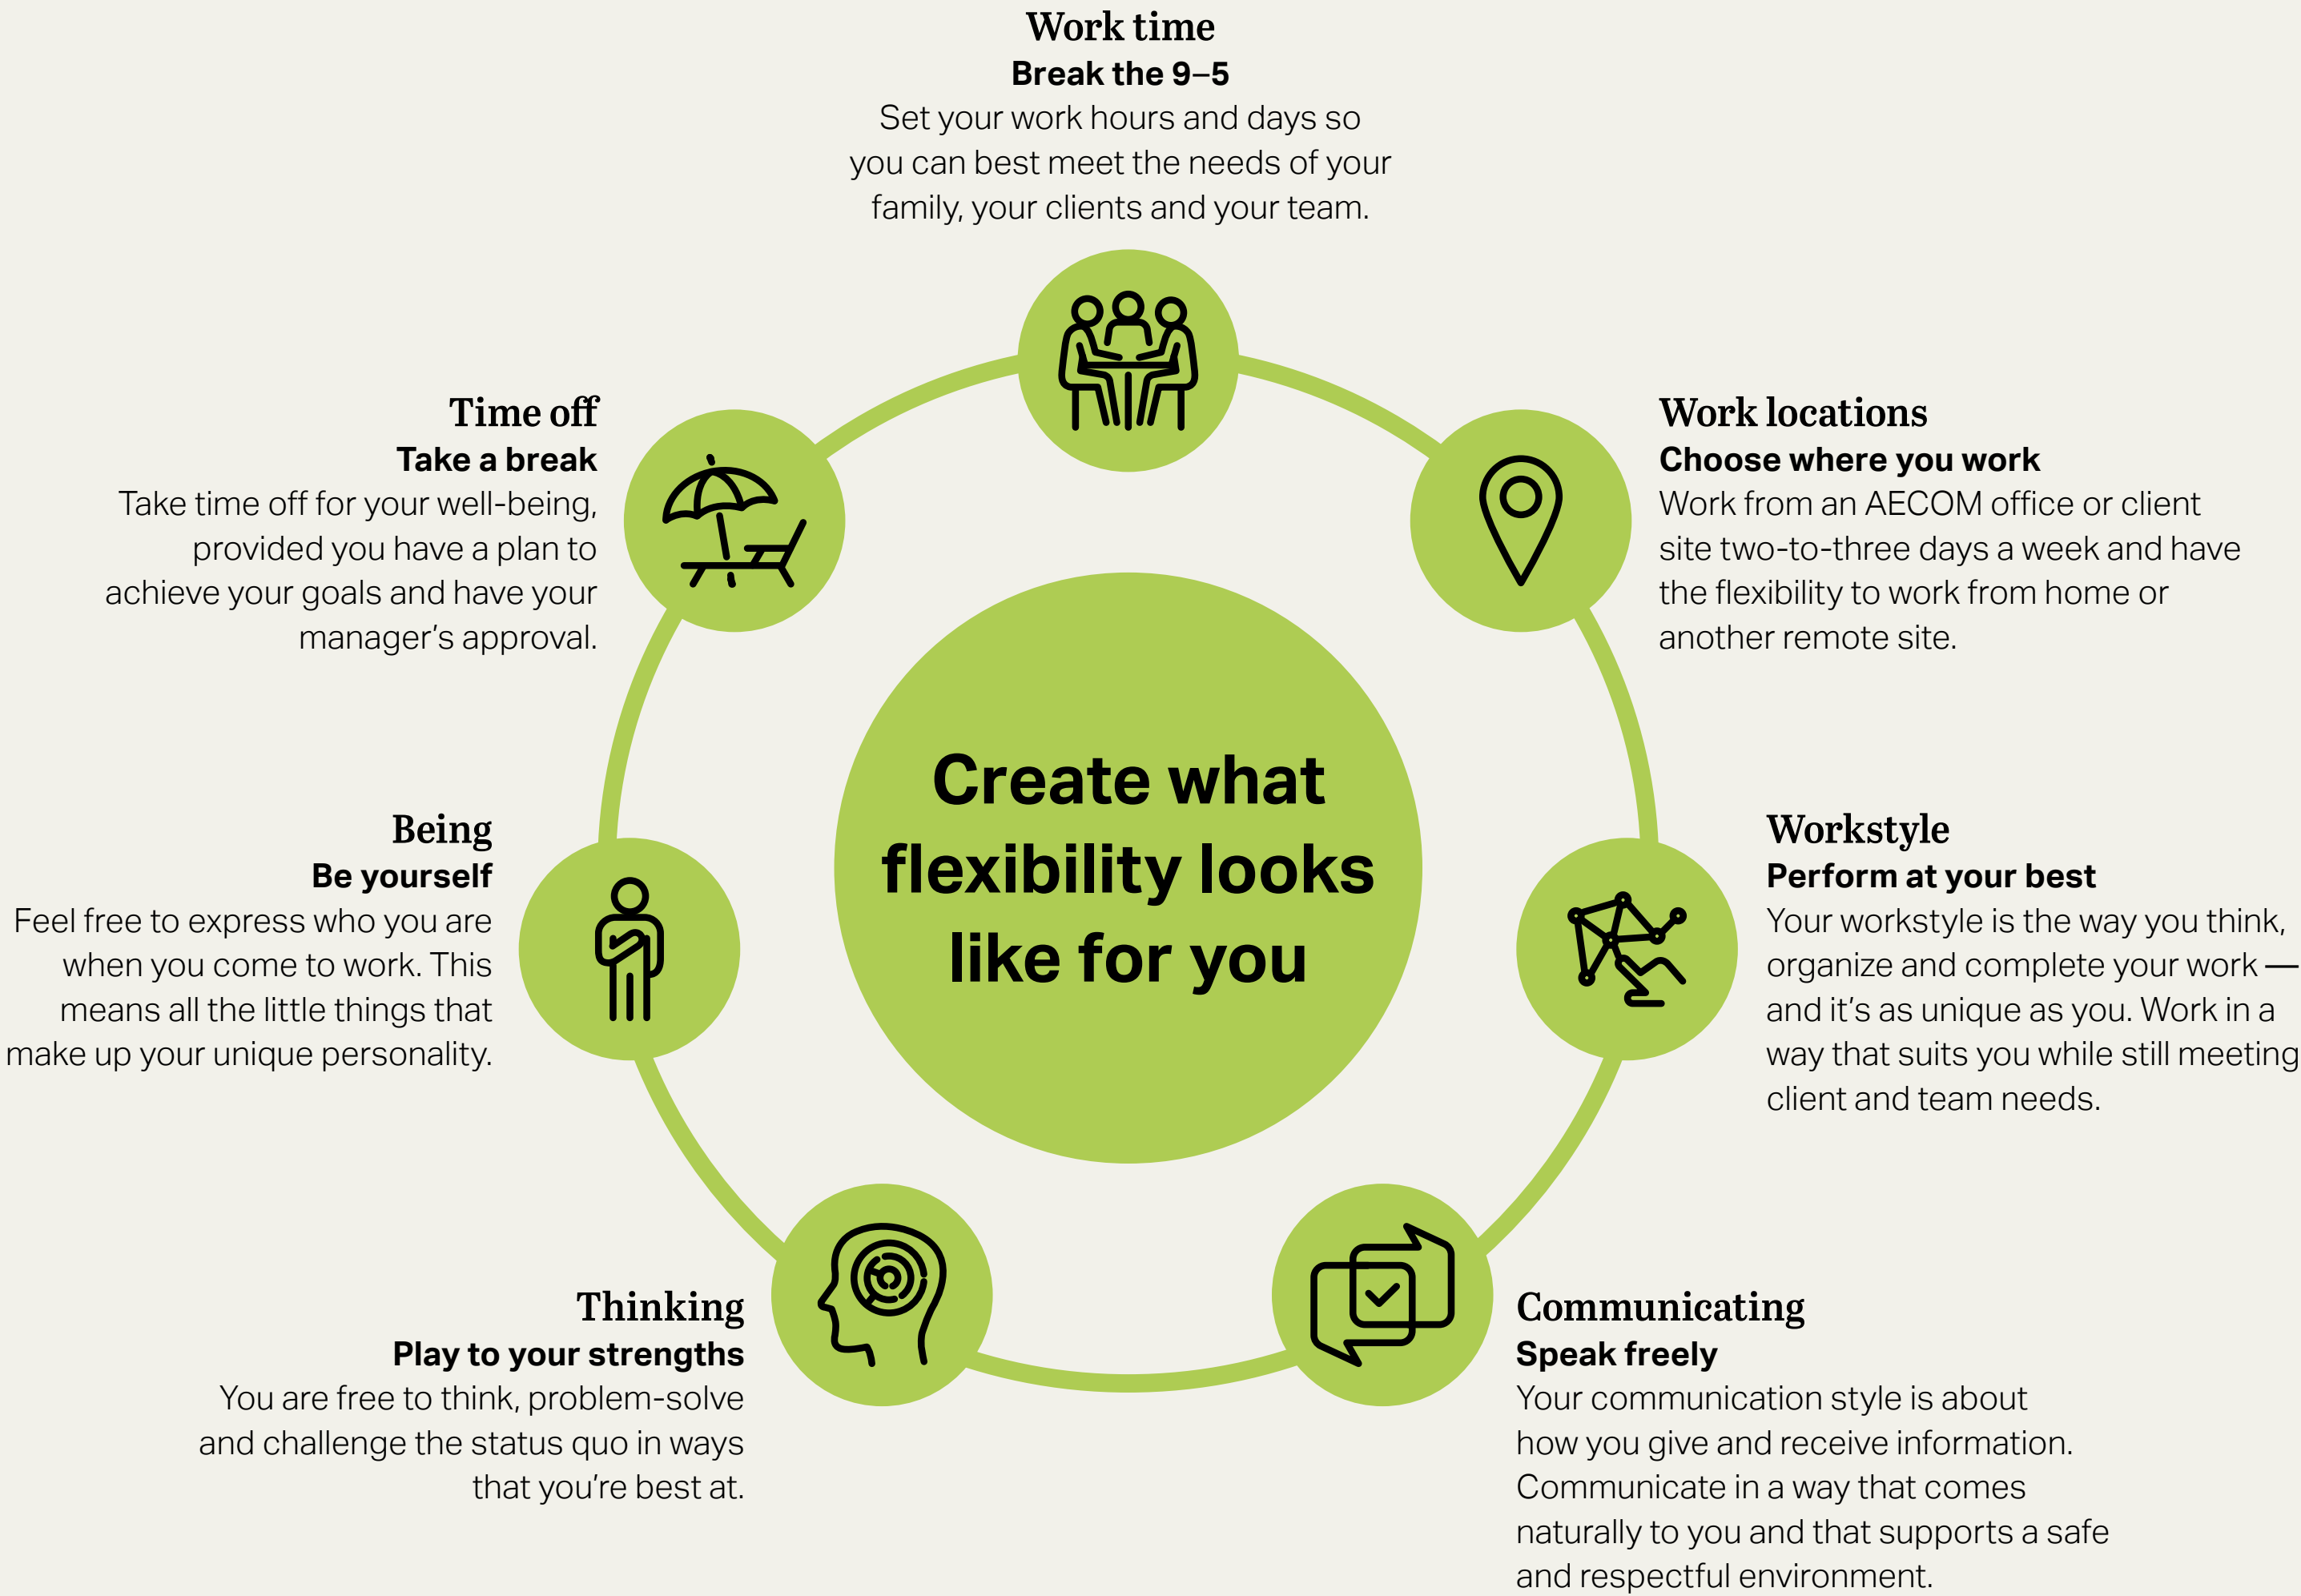 Work time
Break the 9–5
Set your work hours and days so
you can best meet the needs of your
family, your clients and your team.
Work locations
Choose where you work
Work from an AECOM office or client
site two-to-three days a week and have
the flexibility to work from home or
another remote site.
Workstyle
Perform at your best
Your workstyle is the way you think,
organize and complete your work —
and it's as unique as you. Work in a
way that suits you while still meeting
client and team needs.
Communicating
Speak freely
Your communication style is about
how you give and receive information.
Communicate in a way that comes
naturally to you and that supports a safe
and respectful environment.
Thinking
Play to your strengths
You are free to think, problem-solve
and challenge the status quo in ways
that you're best at.
Being
Be yourself
Feel free to express who you are
when you come to work. This
means all the little things that
make up your unique personality.
Time off
Take a break
Take time off for your well-being,
provided you have a plan to
achieve your goals and have your
manager's approval.
Create what
flexibility looks
like for you